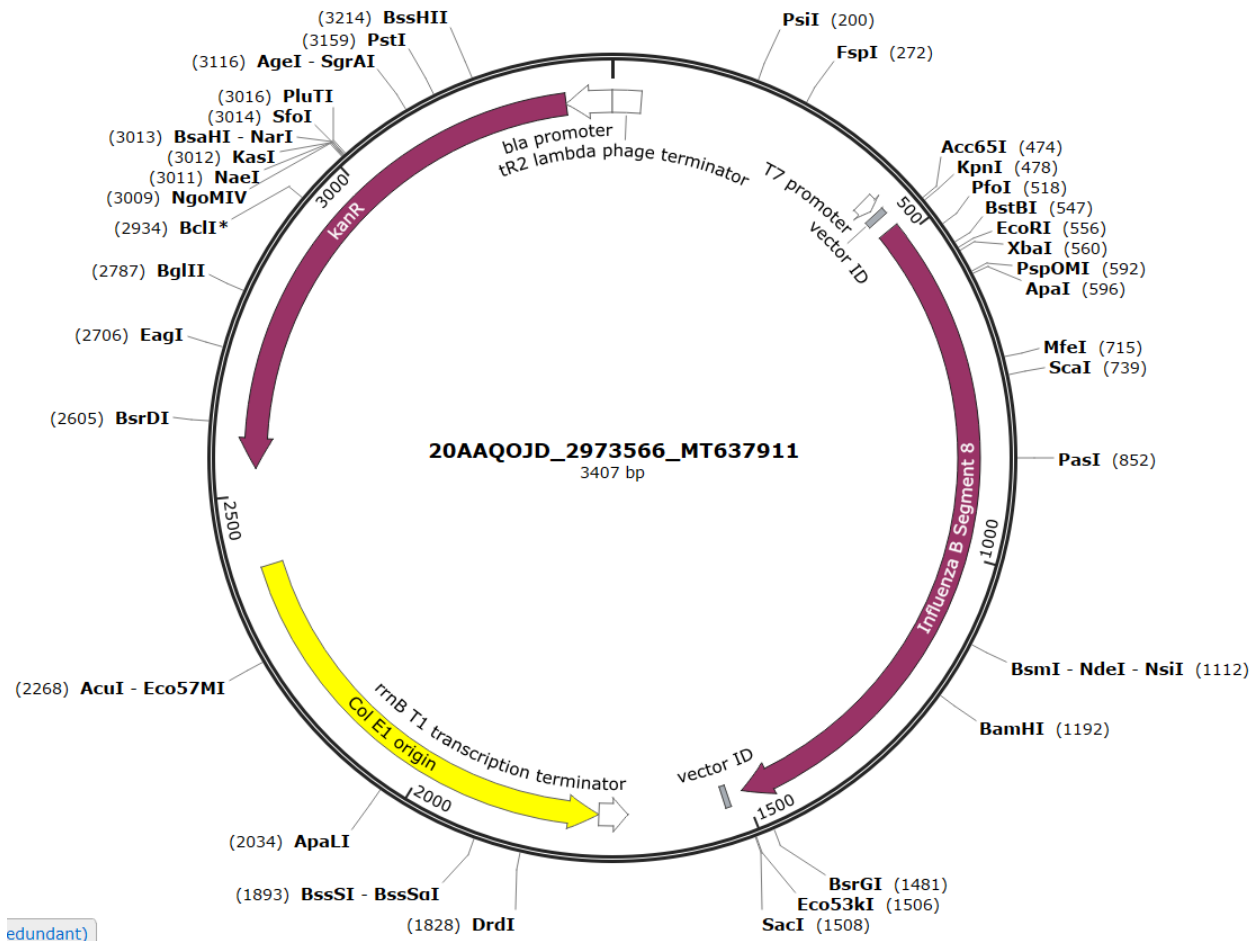 (3214) BssHII
(3159) PstI
(3116) AgeI - SgrAI
(3016) PluTI
(3014) SfoI
(3013) BsaHI - NarI
(3012) KasI
(3011) NaeI
(3009) NgoMIV
(2934) BclI*
(2787) BglII
(2706) EagI
(2605) BsrDI
(2268) AcuI - Eco57MI
(2034) ApaLI
(1893) BssSI - BssSαI
(1828) DrdI
PsiI (200)
FspI (272)
Acc65I (474)
KpnI (478)
PfoI (518)
BstBI (547)
EcoRI (556)
XbaI (560)
PspOMI (592)
ApaI (596)
MfeI (715)
ScaI (739)
PasI (852)
BsmI - NdeI - NsiI (1112)
BamHI (1192)
BsrGI (1481)
Eco53kI (1506)
SacI (1508)
bla promoter
tR2 lambda phage terminator
T7 promoter
vector ID
kanR
Influenza B Segment 8
500
1000
1500
2000
2500
3000
20AAQOJD_2973566_MT637911
3407 bp
rrnB T1 transcription terminator
Col E1 origin
vector ID
edundant)